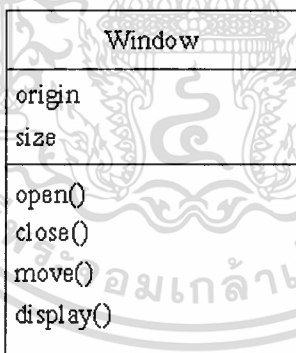 Window
origin
size
open()
close()
move()
display()